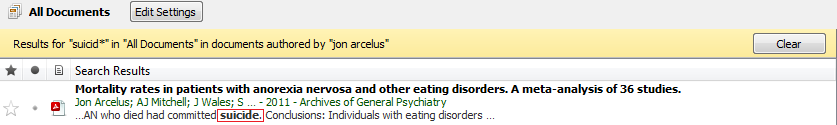 All Documents Edit Settings
Results for "suicid*" in "All Documents" in documents authored by "jon arcelus" Clear
Search Results
Mortality rates in patients with anorexia nervosa and other eating disorders. A meta-analysis of 36 studies.
Jon Arcelus; AJ Mitchell; J Wales; S ... - 2011 - Archives of General Psychiatry
...AN who died had committed suicide. Conclusions: Individuals with eating disorders ...